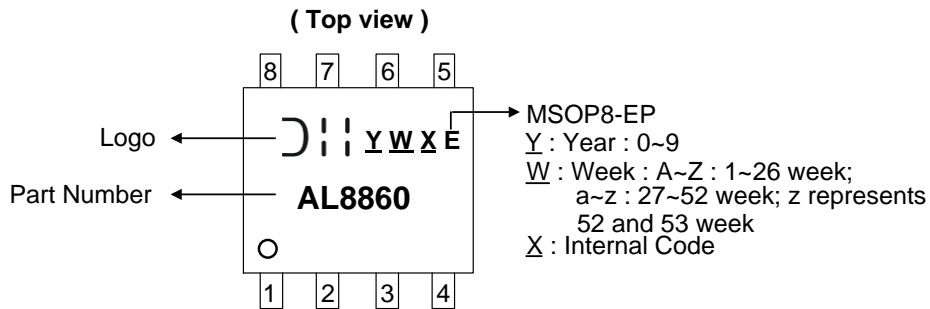 ( Top view )
8 7 6 5
Logo
Y W X E
MSOP8-EP
Y : Year : 0~9
W : Week : A~Z : 1~26 week;
a~z : 27~52 week; z represents
52 and 53 week
X : Internal Code
Part Number
AL8860
1 2 3 4